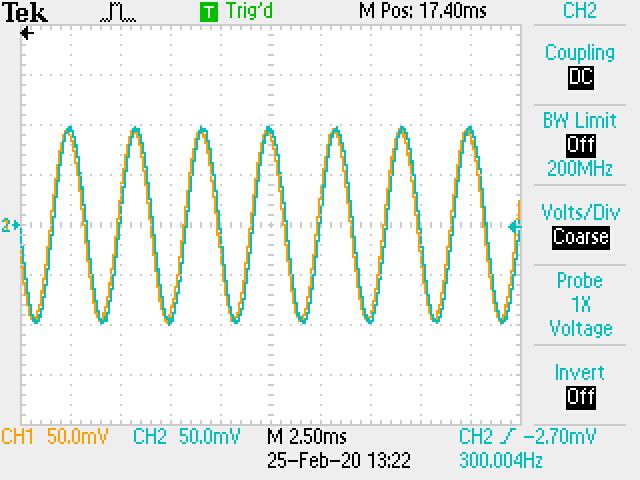 Tek T Trig'd M Pos: 17.40ms CH2
Coupling
DC
BW Limit
Off
200MHz
Volts/Div
Coarse
Probe
1X
Voltage
Invert
Off
2
CH1 50.0mV CH2 50.0mV M 2.50ms CH2 −2.70mV
25-Feb-20 13:22 300.004Hz